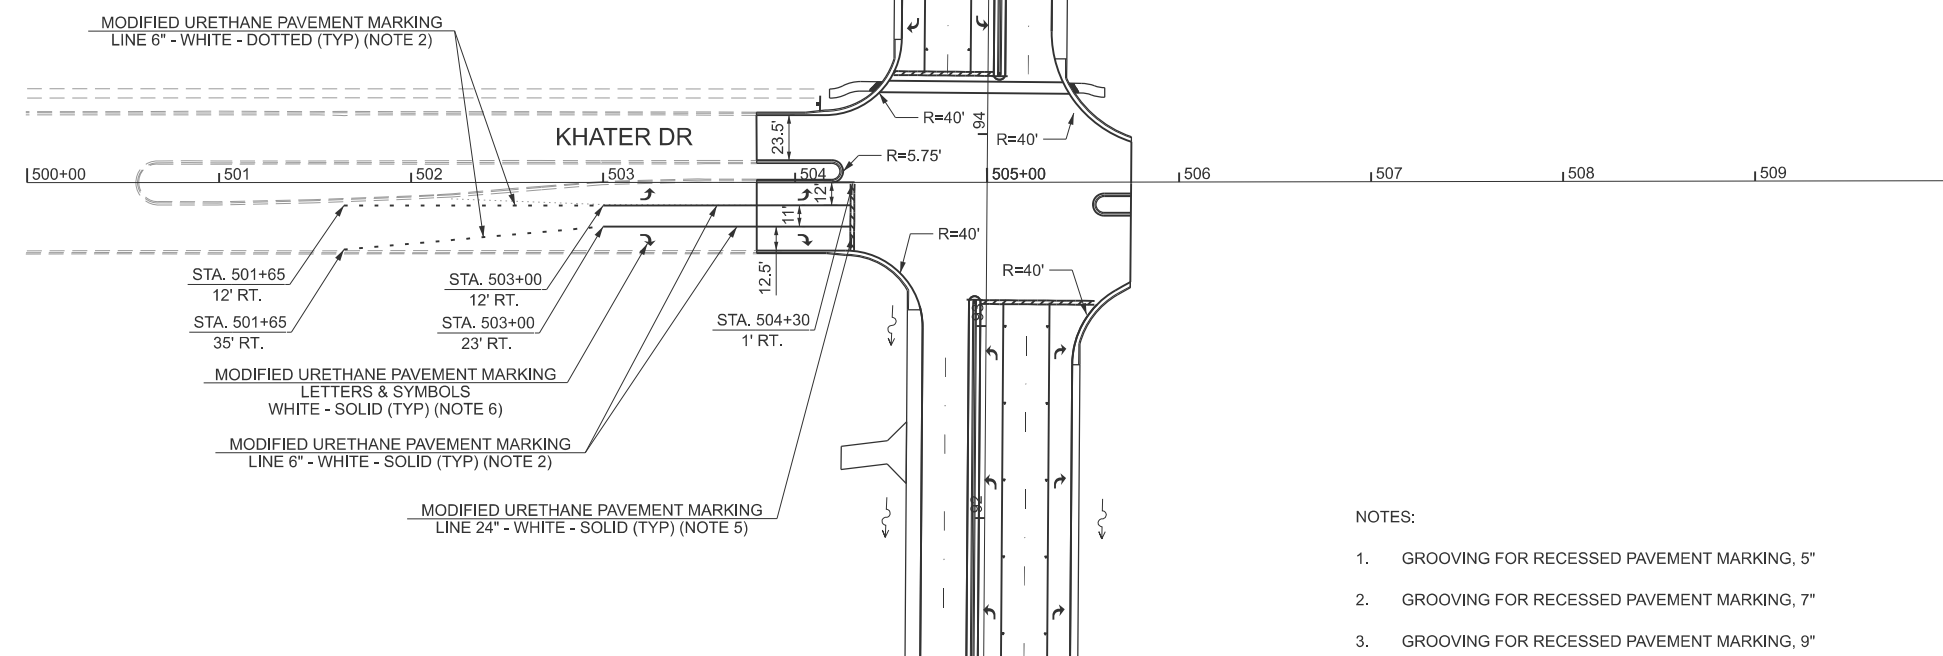 MODIFIED URETHANE PAVEMENT MARKING
LINE 6" - WHITE - DOTTED (TYP) (NOTE 2)
KHATER DR
23.5'
R=40'
94
R=40'
R=5.75'
500+00
501
502
503
504
505+00
506
507
508
509
12'
11'
12.5'
R=40'
R=40'
STA. 501+65
12' RT.
STA. 501+65
35' RT.
STA. 503+00
12' RT.
STA. 503+00
23' RT.
STA. 504+30
1' RT.
MODIFIED URETHANE PAVEMENT MARKING
LETTERS & SYMBOLS
WHITE - SOLID (TYP) (NOTE 6)
MODIFIED URETHANE PAVEMENT MARKING
LINE 6" - WHITE - SOLID (TYP) (NOTE 2)
MODIFIED URETHANE PAVEMENT MARKING
LINE 24" - WHITE - SOLID (TYP) (NOTE 5)
92
NOTES:
1. GROOVING FOR RECESSED PAVEMENT MARKING, 5"
2. GROOVING FOR RECESSED PAVEMENT MARKING, 7"
3. GROOVING FOR RECESSED PAVEMENT MARKING, 9"